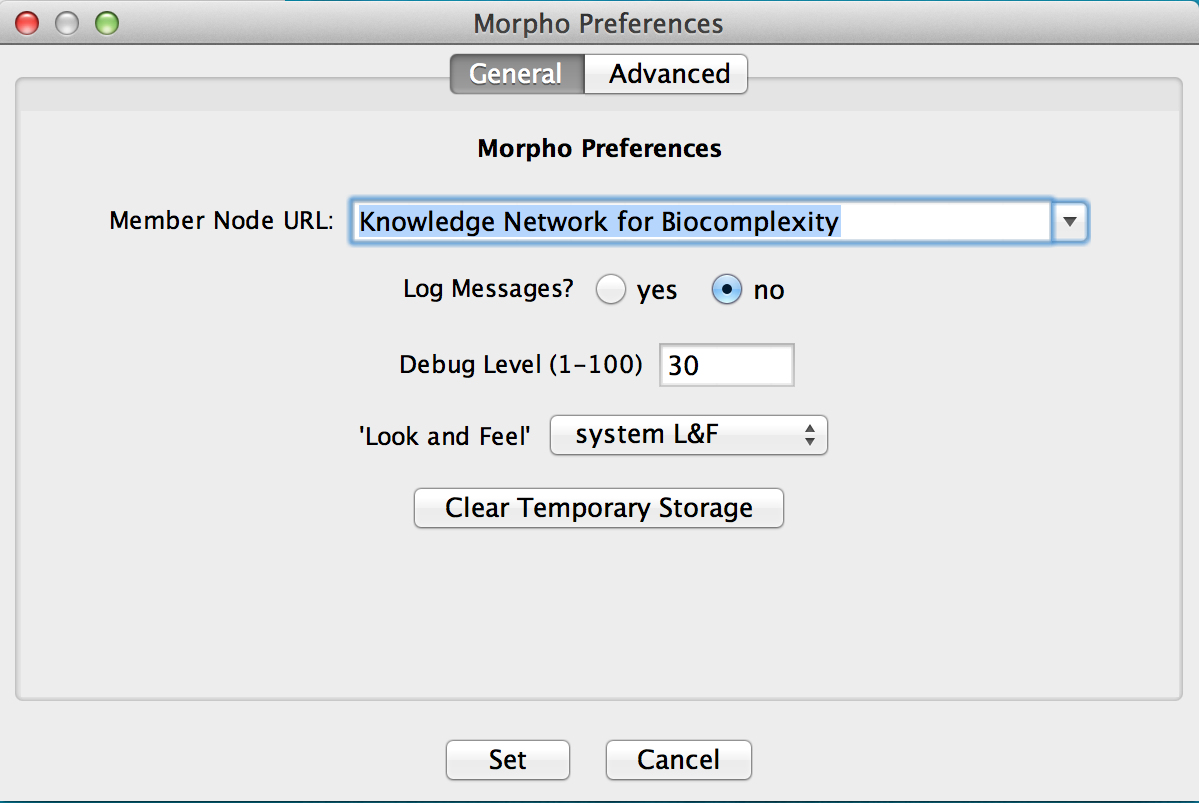 Morpho Preferences
General Advanced
Morpho Preferences
Member Node URL: Knowledge Network for Biocomplexity
Log Messages? yes no
Debug Level (1-100) 30
'Look and Feel' system L&F
Clear Temporary Storage
Set Cancel